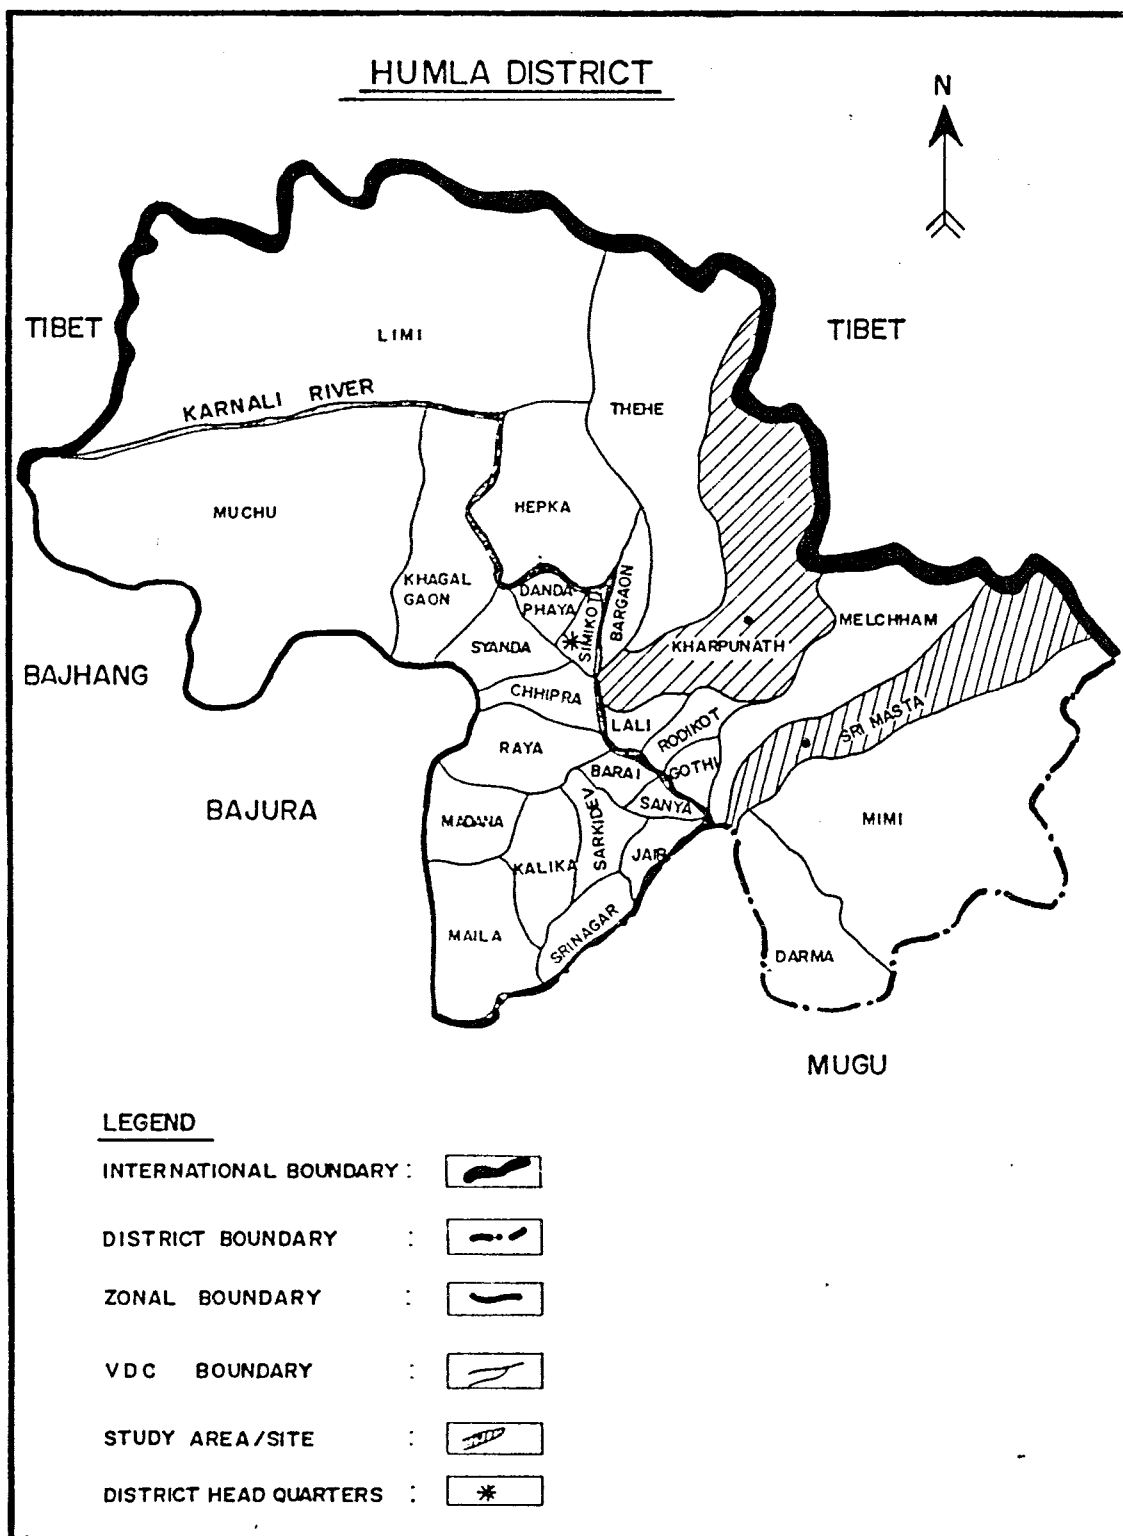 HUMLA DISTRICT
N
TIBET
LIMI
TIBET
KARNALI RIVER
THEHE
MUCHU
HEPKA
KHAGAL
GAON
DANDA
PHAYA
SIMIKOT
BARGAON
MELCHHAM
SYANDA
KHARPUNATH
BAJHANG
CHHIPRA
LALI
RODIKOT
SRI MASTA
RAYA
BARAI
GOTHI
BAJURA
MADANA
SARKIDEV
SANYA
MIMI
KALIKA
JAIR
MAILA
SRINAGAR
DARMA
MUGU
LEGEND
INTERNATIONAL BOUNDARY :
DISTRICT BOUNDARY :
ZONAL BOUNDARY :
VDC BOUNDARY :
STUDY AREA/SITE :
DISTRICT HEAD QUARTERS :